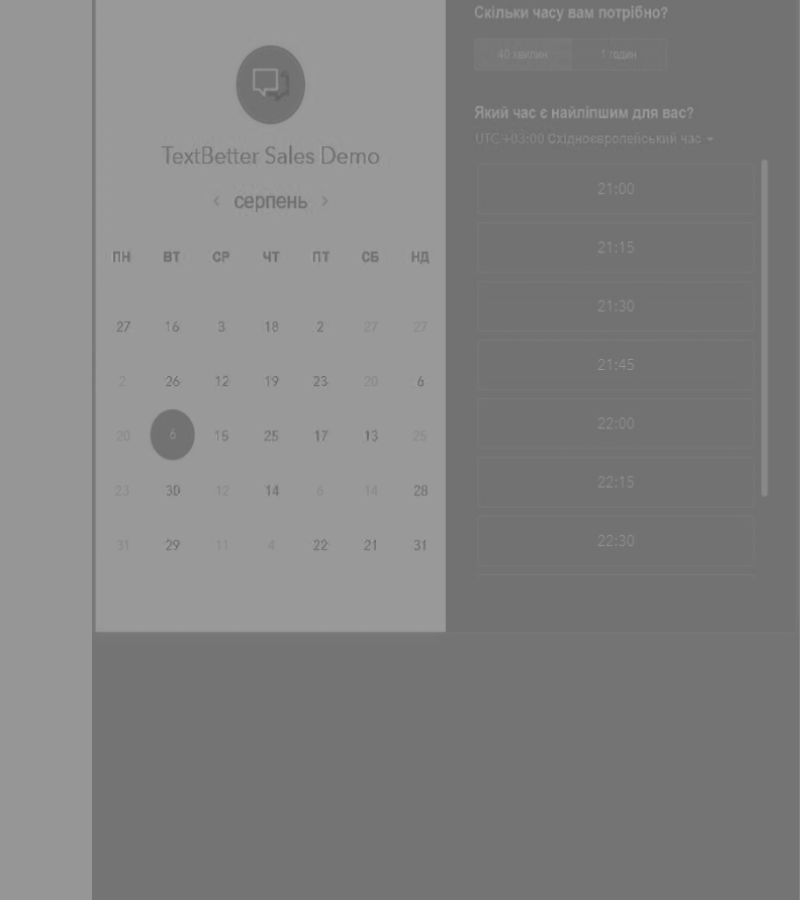 TextBetter Sales Demo
‹ серпень ›
ПН ВТ СР ЧТ ПТ СБ НД
27 16 3 18 2 27 27
2 26 12 19 23 20 6
20 6 15 25 17 13 25
23 30 12 14 6 14 28
31 29 11 4 22 21 31
Скільки часу вам потрібно?
40 хвилин 1 годин
Який час є найліпшим для вас?
UTC +03:00 Східноєвропейський час
21:00
21:15
21:30
21:45
22:00
22:15
22:30